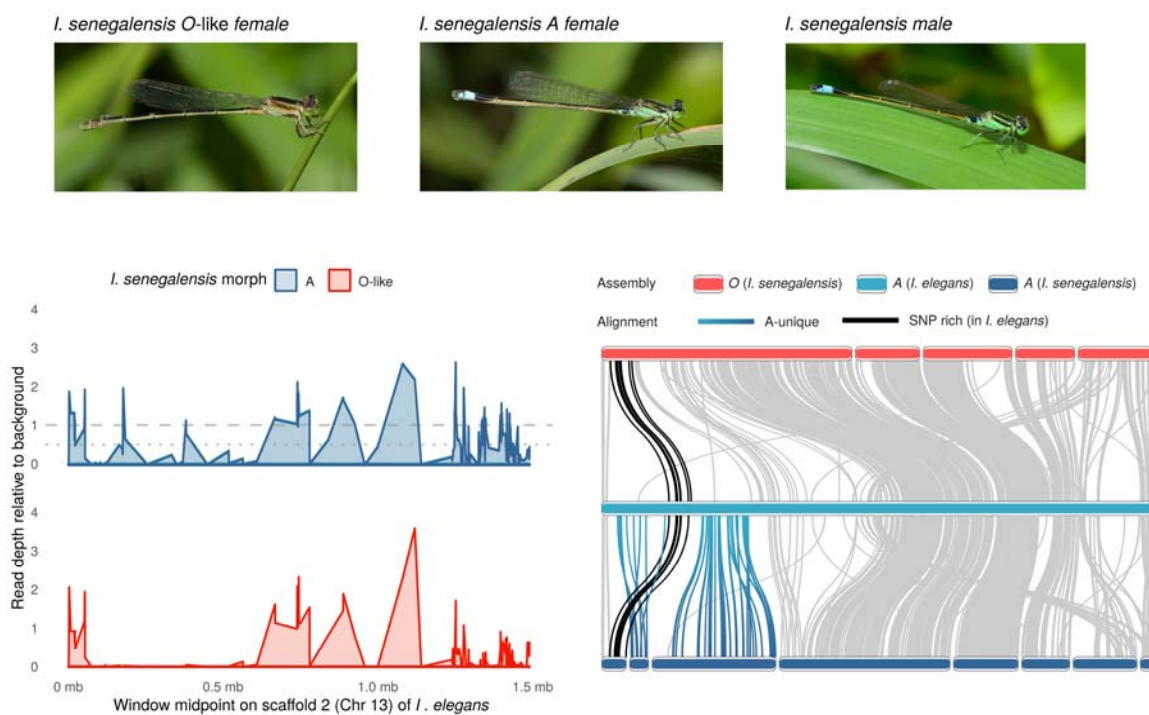 I. senegalensis O-like female
I. senegalensis A female
I. senegalensis male
I. senegalensis morph
A
O-like
4
3
2
1
0
4
3
2
1
0
Read depth relative to background
0 mb
0.5 mb
1.0 mb
1.5 mb
Window midpoint on scaffold 2 (Chr 13) of I. elegans
Assembly
O (I. senegalensis)
A (I. elegans)
A (I. senegalensis)
Alignment
A-unique
SNP rich (in I. elegans)